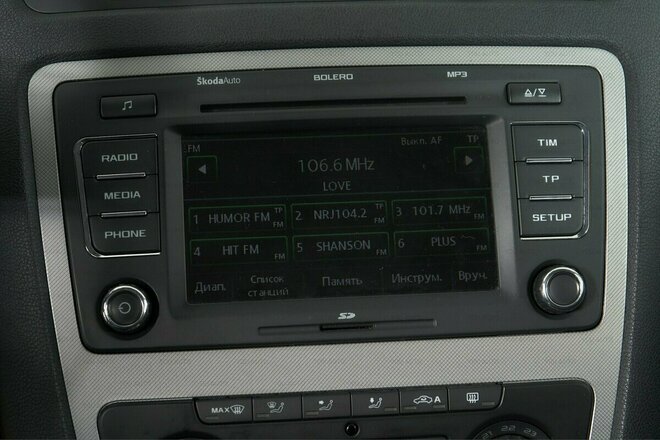 ŠkodaAuto BOLERO MP3
RADIO
MEDIA
PHONE
TIM
TP
SETUP
FM Выкл. AF TP
106.6 MHz
LOVE
1 HUMOR FM TP FM 2 NRJ104.2 TP FM 3 101.7 MHz FM
4 HIT FM FM 5 SHANSON FM 6 PLUS FM
Диап. Список станций Память Инструм. Вруч.
SD
MAX A